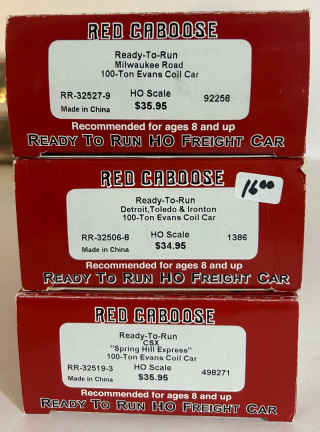 RED CABOOSE
Ready-To-Run
Milwaukee Road
100-Ton Evans Coil Car
RR-32527-9 HO Scale 92256
Made in China $35.95
Recommended for ages 8 and up
READY TO RUN HO FREIGHT CAR
RED CABOOSE
16.00
Ready-To-Run
Detroit,Toledo & Ironton
100-Ton Evans Coil Car
RR-32506-8 HO Scale 1386
Made in China $34.95
Recommended for ages 8 and up
READY TO RUN HO FREIGHT CAR
RED CABOOSE
Ready-To-Run
CSX
"Spring Hill Express"
100-Ton Evans Coil Car
RR-32519-3 HO Scale 498271
Made in China $35.95
Recommended for ages 8 and up
READY TO RUN HO FREIGHT CAR